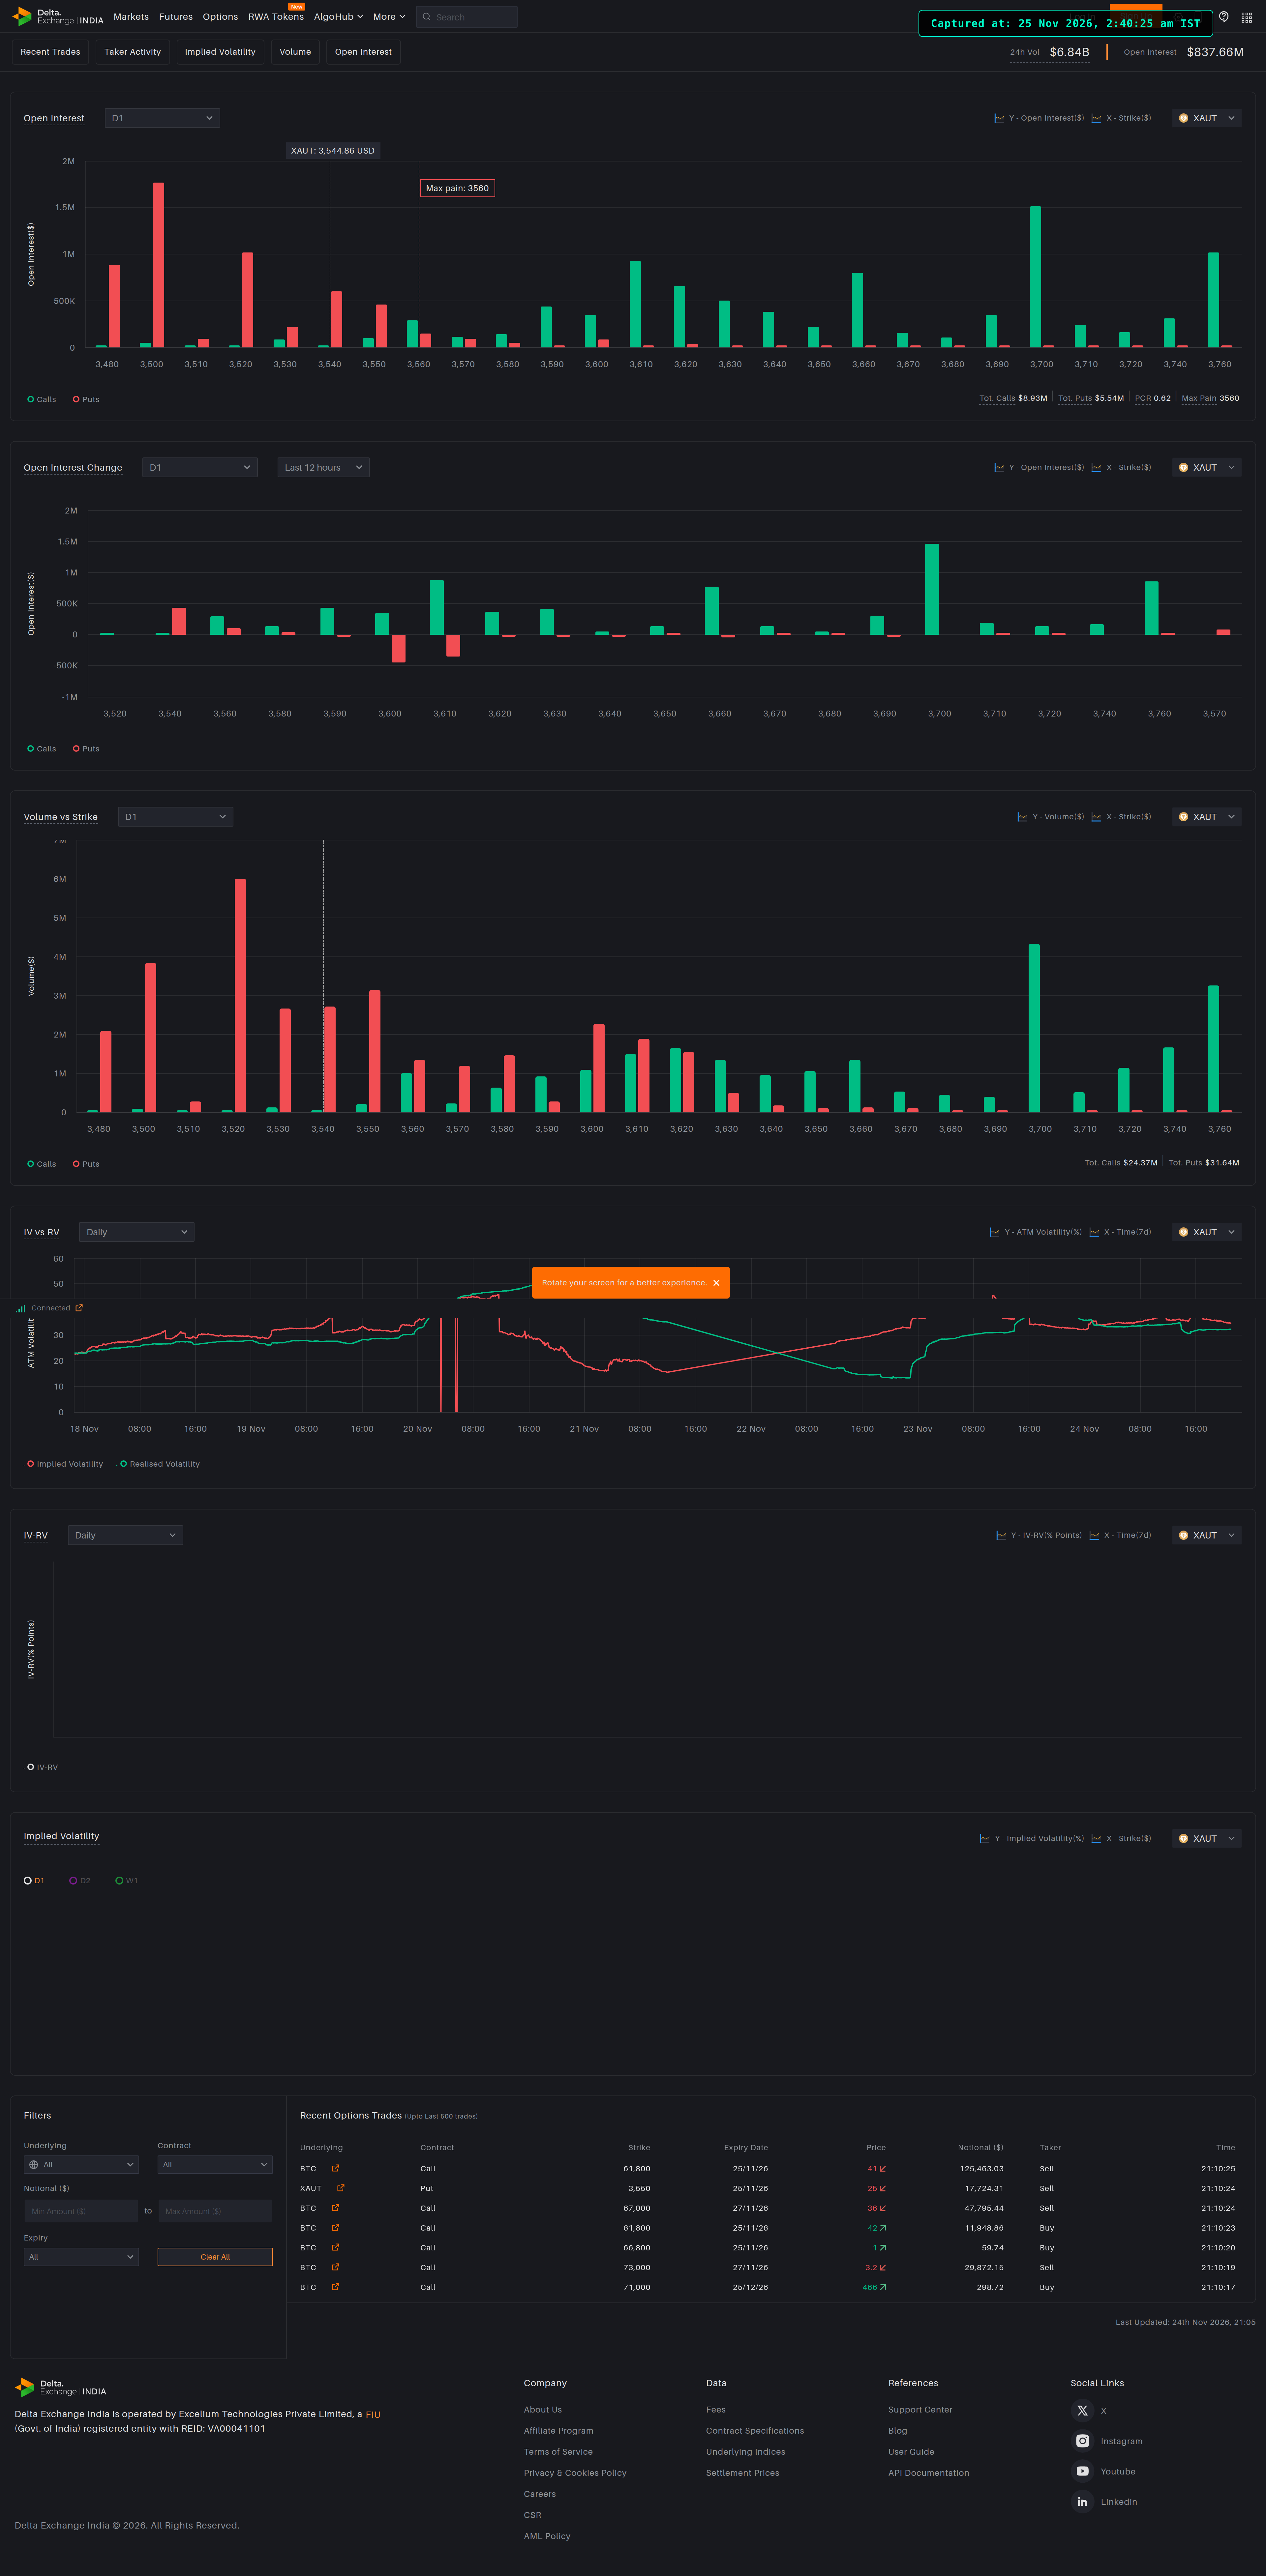 Delta.
Exchange | INDIA
Markets Futures Options RWA Tokens New AlgoHub More Search
Captured at: 25 Nov 2026, 2:40:25 am IST
Recent Trades Taker Activity Implied Volatility Volume Open Interest
24h Vol $6.84B Open Interest $837.66M
Open Interest D1 Y - Open Interest($) X - Strike($) XAUT
XAUT: 3,544.86 USD
Max pain: 3560
Open Interest($)
2M
1.5M
1M
500K
0
3,480 3,500 3,510 3,520 3,530 3,540 3,550 3,560 3,570 3,580 3,590 3,600 3,610 3,620 3,630 3,640 3,650 3,660 3,670 3,680 3,690 3,700 3,710 3,720 3,740 3,760
Calls Puts
Tot. Calls $8.93M Tot. Puts $5.54M PCR 0.62 Max Pain 3560
Open Interest Change D1 Last 12 hours Y - Open Interest($) X - Strike($) XAUT
Open Interest($)
2M
1.5M
1M
500K
0
-500K
-1M
3,520 3,540 3,560 3,580 3,590 3,600 3,610 3,620 3,630 3,640 3,650 3,660 3,670 3,680 3,690 3,700 3,710 3,720 3,740 3,760 3,570
Calls Puts
Volume vs Strike D1 Y - Volume($) X - Strike($) XAUT
Volume($)
7M
6M
5M
4M
3M
2M
1M
0
3,480 3,500 3,510 3,520 3,530 3,540 3,550 3,560 3,570 3,580 3,590 3,600 3,610 3,620 3,630 3,640 3,650 3,660 3,670 3,680 3,690 3,700 3,710 3,720 3,740 3,760
Calls Puts
Tot. Calls $24.37M Tot. Puts $31.64M
IV vs RV Daily Y - ATM Volatility(%) X - Time(7d) XAUT
60
50
Rotate your screen for a better experience.
Connected
ATM Volatilit
30
20
10
0
18 Nov 08:00 16:00 19 Nov 08:00 16:00 20 Nov 08:00 16:00 21 Nov 08:00 16:00 22 Nov 08:00 16:00 23 Nov 08:00 16:00 24 Nov 08:00 16:00
Implied Volatility Realised Volatility
IV-RV Daily Y - IV-RV(% Points) X - Time(7d) XAUT
IV-RV(% Points)
IV-RV
Implied Volatility Y - Implied Volatility(%) X - Strike($) XAUT
D1 D2 W1
Filters
Underlying Contract
All All
Notional ($)
Min Amount ($) to Max Amount ($)
Expiry
All Clear All
Recent Options Trades (Upto Last 500 trades)
Underlying Contract Strike Expiry Date Price Notional ($) Taker Time
BTC Call 61,800 25/11/26 41 125,463.03 Sell 21:10:25
XAUT Put 3,550 25/11/26 25 17,724.31 Sell 21:10:24
BTC Call 67,000 27/11/26 36 47,795.44 Sell 21:10:24
BTC Call 61,800 25/11/26 42 11,948.86 Buy 21:10:23
BTC Call 66,800 25/11/26 1 59.74 Buy 21:10:20
BTC Call 73,000 27/11/26 3.2 29,872.15 Sell 21:10:19
BTC Call 71,000 25/12/26 466 298.72 Buy 21:10:17
Last Updated: 24th Nov 2026, 21:05
Delta.
Exchange | INDIA
Delta Exchange India is operated by Excelium Technologies Private Limited, a FIU
(Govt. of India) registered entity with REID: VA00041101
Delta Exchange India © 2026. All Rights Reserved.
Company
About Us
Affiliate Program
Terms of Service
Privacy & Cookies Policy
Careers
CSR
AML Policy
Data
Fees
Contract Specifications
Underlying Indices
Settlement Prices
References
Support Center
Blog
User Guide
API Documentation
Social Links
X
Instagram
Youtube
Linkedin